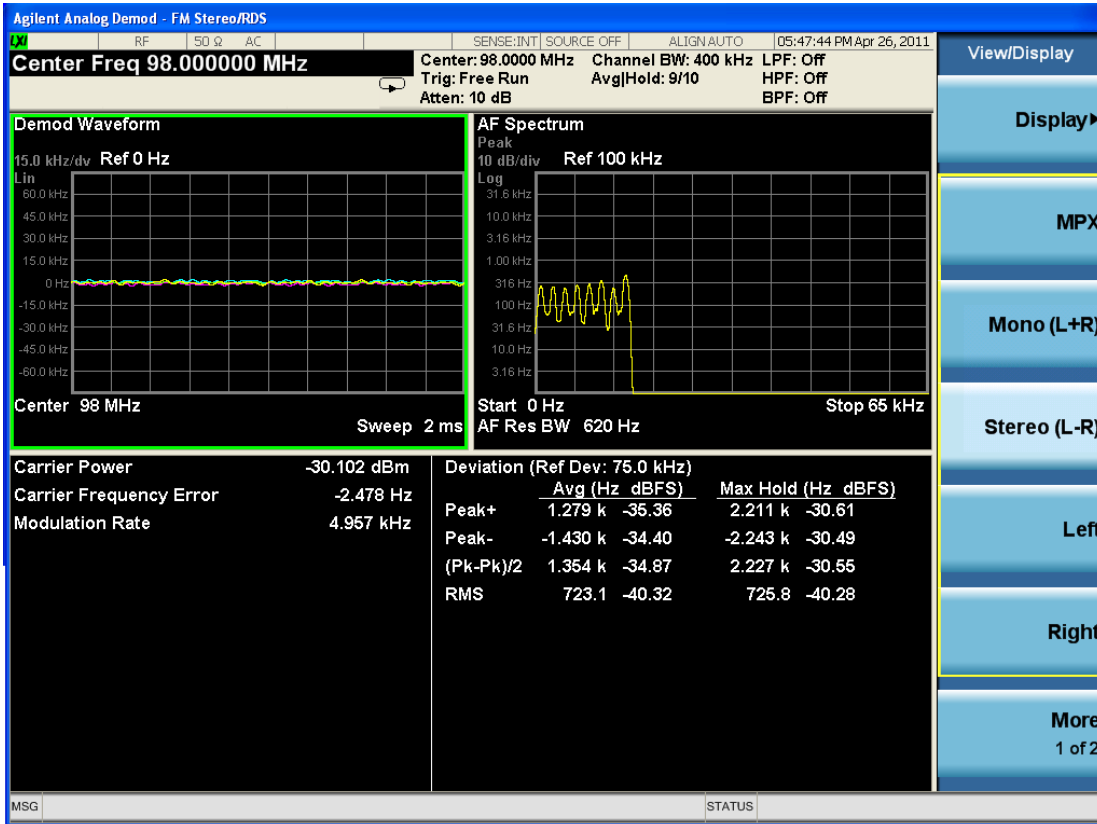 Agilent Analog Demod - FM Stereo/RDS
LXI RF 50 Ω AC SENSE:INT SOURCE OFF ALIGN AUTO 05:47:44 PM Apr 26, 2011
Center Freq 98.000000 MHz
Center: 98.0000 MHz Channel BW: 400 kHz LPF: Off
Trig: Free Run Avg|Hold: 9/10 HPF: Off
Atten: 10 dB BPF: Off
Demod Waveform
15.0 kHz/dv Ref 0 Hz
Lin
60.0 kHz
45.0 kHz
30.0 kHz
15.0 kHz
0 Hz
-15.0 kHz
-30.0 kHz
-45.0 kHz
-60.0 kHz
Center 98 MHz
Sweep 2 ms
AF Spectrum
Peak
10 dB/div Ref 100 kHz
Log
31.6 kHz
10.0 kHz
3.16 kHz
1.00 kHz
316 Hz
100 Hz
31.6 Hz
10.0 Hz
3.16 Hz
Start 0 Hz Stop 65 kHz
AF Res BW 620 Hz
Carrier Power -30.102 dBm
Carrier Frequency Error -2.478 Hz
Modulation Rate 4.957 kHz
Deviation (Ref Dev: 75.0 kHz)
Avg (Hz dBFS) Max Hold (Hz dBFS)
Peak+ 1.279 k -35.36 2.211 k -30.61
Peak- -1.430 k -34.40 -2.243 k -30.49
(Pk-Pk)/2 1.354 k -34.87 2.227 k -30.55
RMS 723.1 -40.32 725.8 -40.28
View/Display
Display
MPX
Mono (L+R)
Stereo (L-R)
Left
Right
More
1 of 2
MSG STATUS